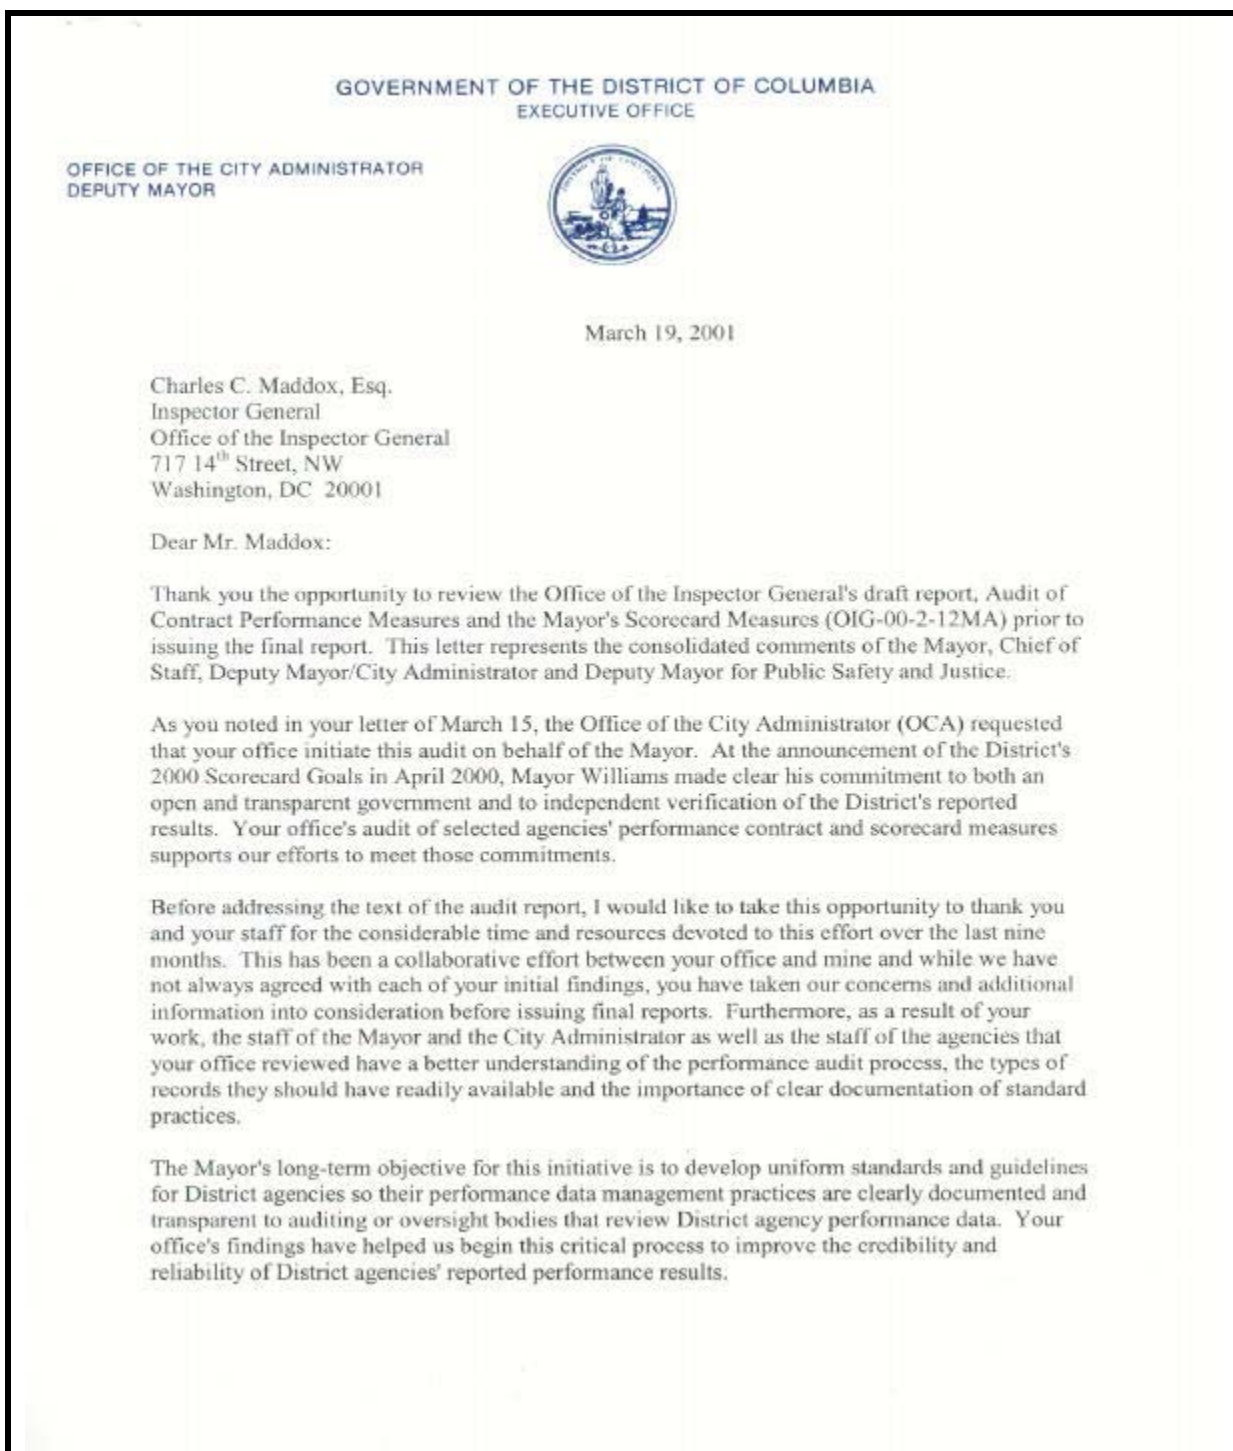 GOVERNMENT OF THE DISTRICT OF COLUMBIA
EXECUTIVE OFFICE
OFFICE OF THE CITY ADMINISTRATOR
DEPUTY MAYOR
DISTRICT OF COLUMBIA
March 19, 2001
Charles C. Maddox, Esq.
Inspector General
Office of the Inspector General
717 14th Street, NW
Washington, DC 20001
Dear Mr. Maddox:
Thank you the opportunity to review the Office of the Inspector General's draft report, Audit of
Contract Performance Measures and the Mayor's Scorecard Measures (OIG-00-2-12MA) prior to
issuing the final report. This letter represents the consolidated comments of the Mayor, Chief of
Staff, Deputy Mayor/City Administrator and Deputy Mayor for Public Safety and Justice.
As you noted in your letter of March 15, the Office of the City Administrator (OCA) requested
that your office initiate this audit on behalf of the Mayor. At the announcement of the District's
2000 Scorecard Goals in April 2000, Mayor Williams made clear his commitment to both an
open and transparent government and to independent verification of the District's reported
results. Your office's audit of selected agencies' performance contract and scorecard measures
supports our efforts to meet those commitments.
Before addressing the text of the audit report, I would like to take this opportunity to thank you
and your staff for the considerable time and resources devoted to this effort over the last nine
months. This has been a collaborative effort between your office and mine and while we have
not always agreed with each of your initial findings, you have taken our concerns and additional
information into consideration before issuing final reports. Furthermore, as a result of your
work, the staff of the Mayor and the City Administrator as well as the staff of the agencies that
your office reviewed have a better understanding of the performance audit process, the types of
records they should have readily available and the importance of clear documentation of standard
practices.
The Mayor's long-term objective for this initiative is to develop uniform standards and guidelines
for District agencies so their performance data management practices are clearly documented and
transparent to auditing or oversight bodies that review District agency performance data. Your
office's findings have helped us begin this critical process to improve the credibility and
reliability of District agencies' reported performance results.